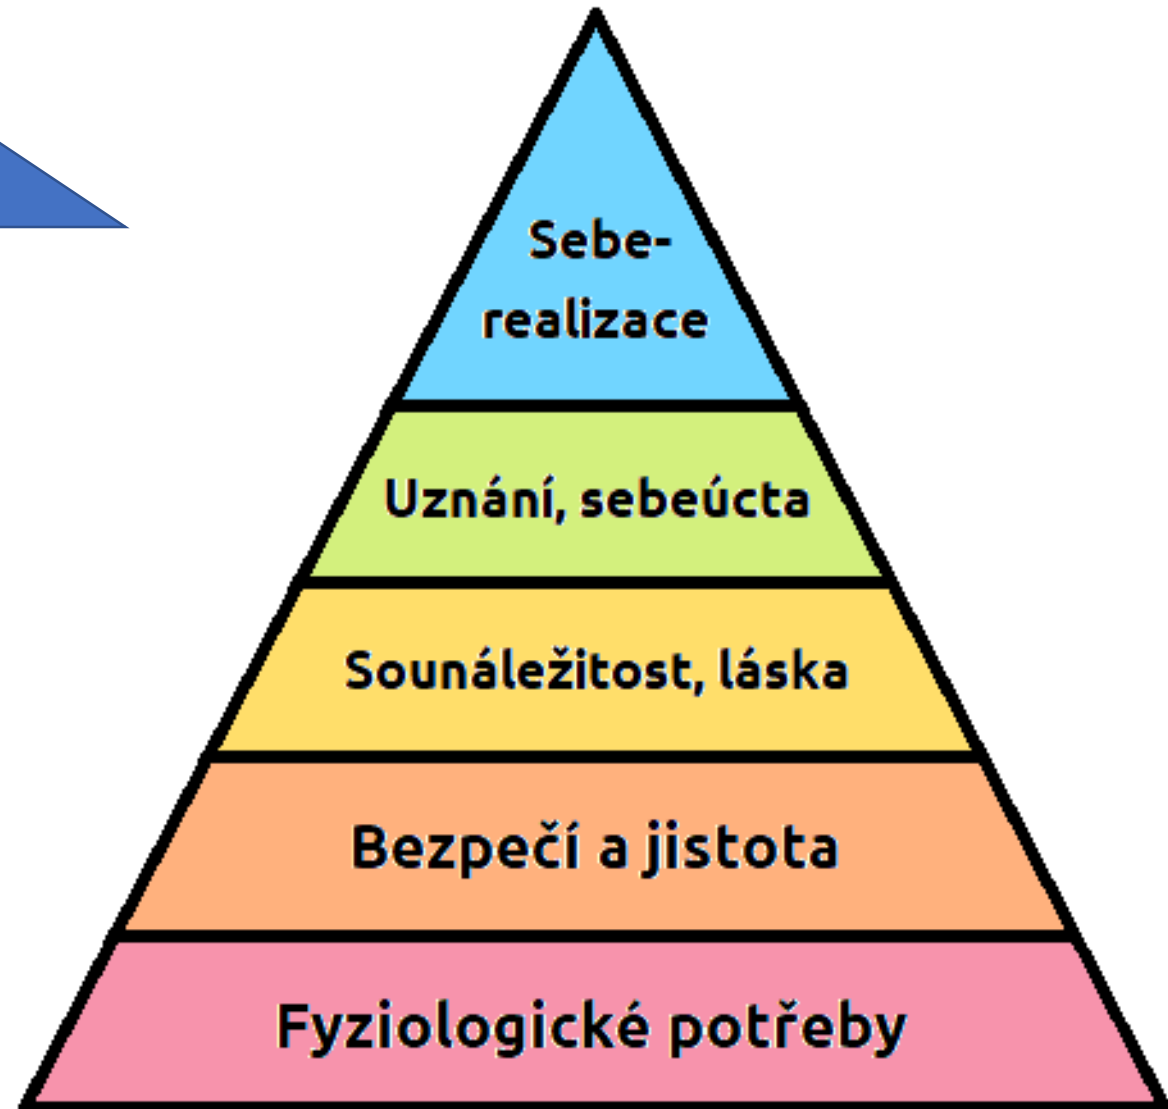 Sebe-
realizace
Uznání, sebeúcta
Sounáležitost, láska
Bezpečí a jistota
Fyziologické potřeby